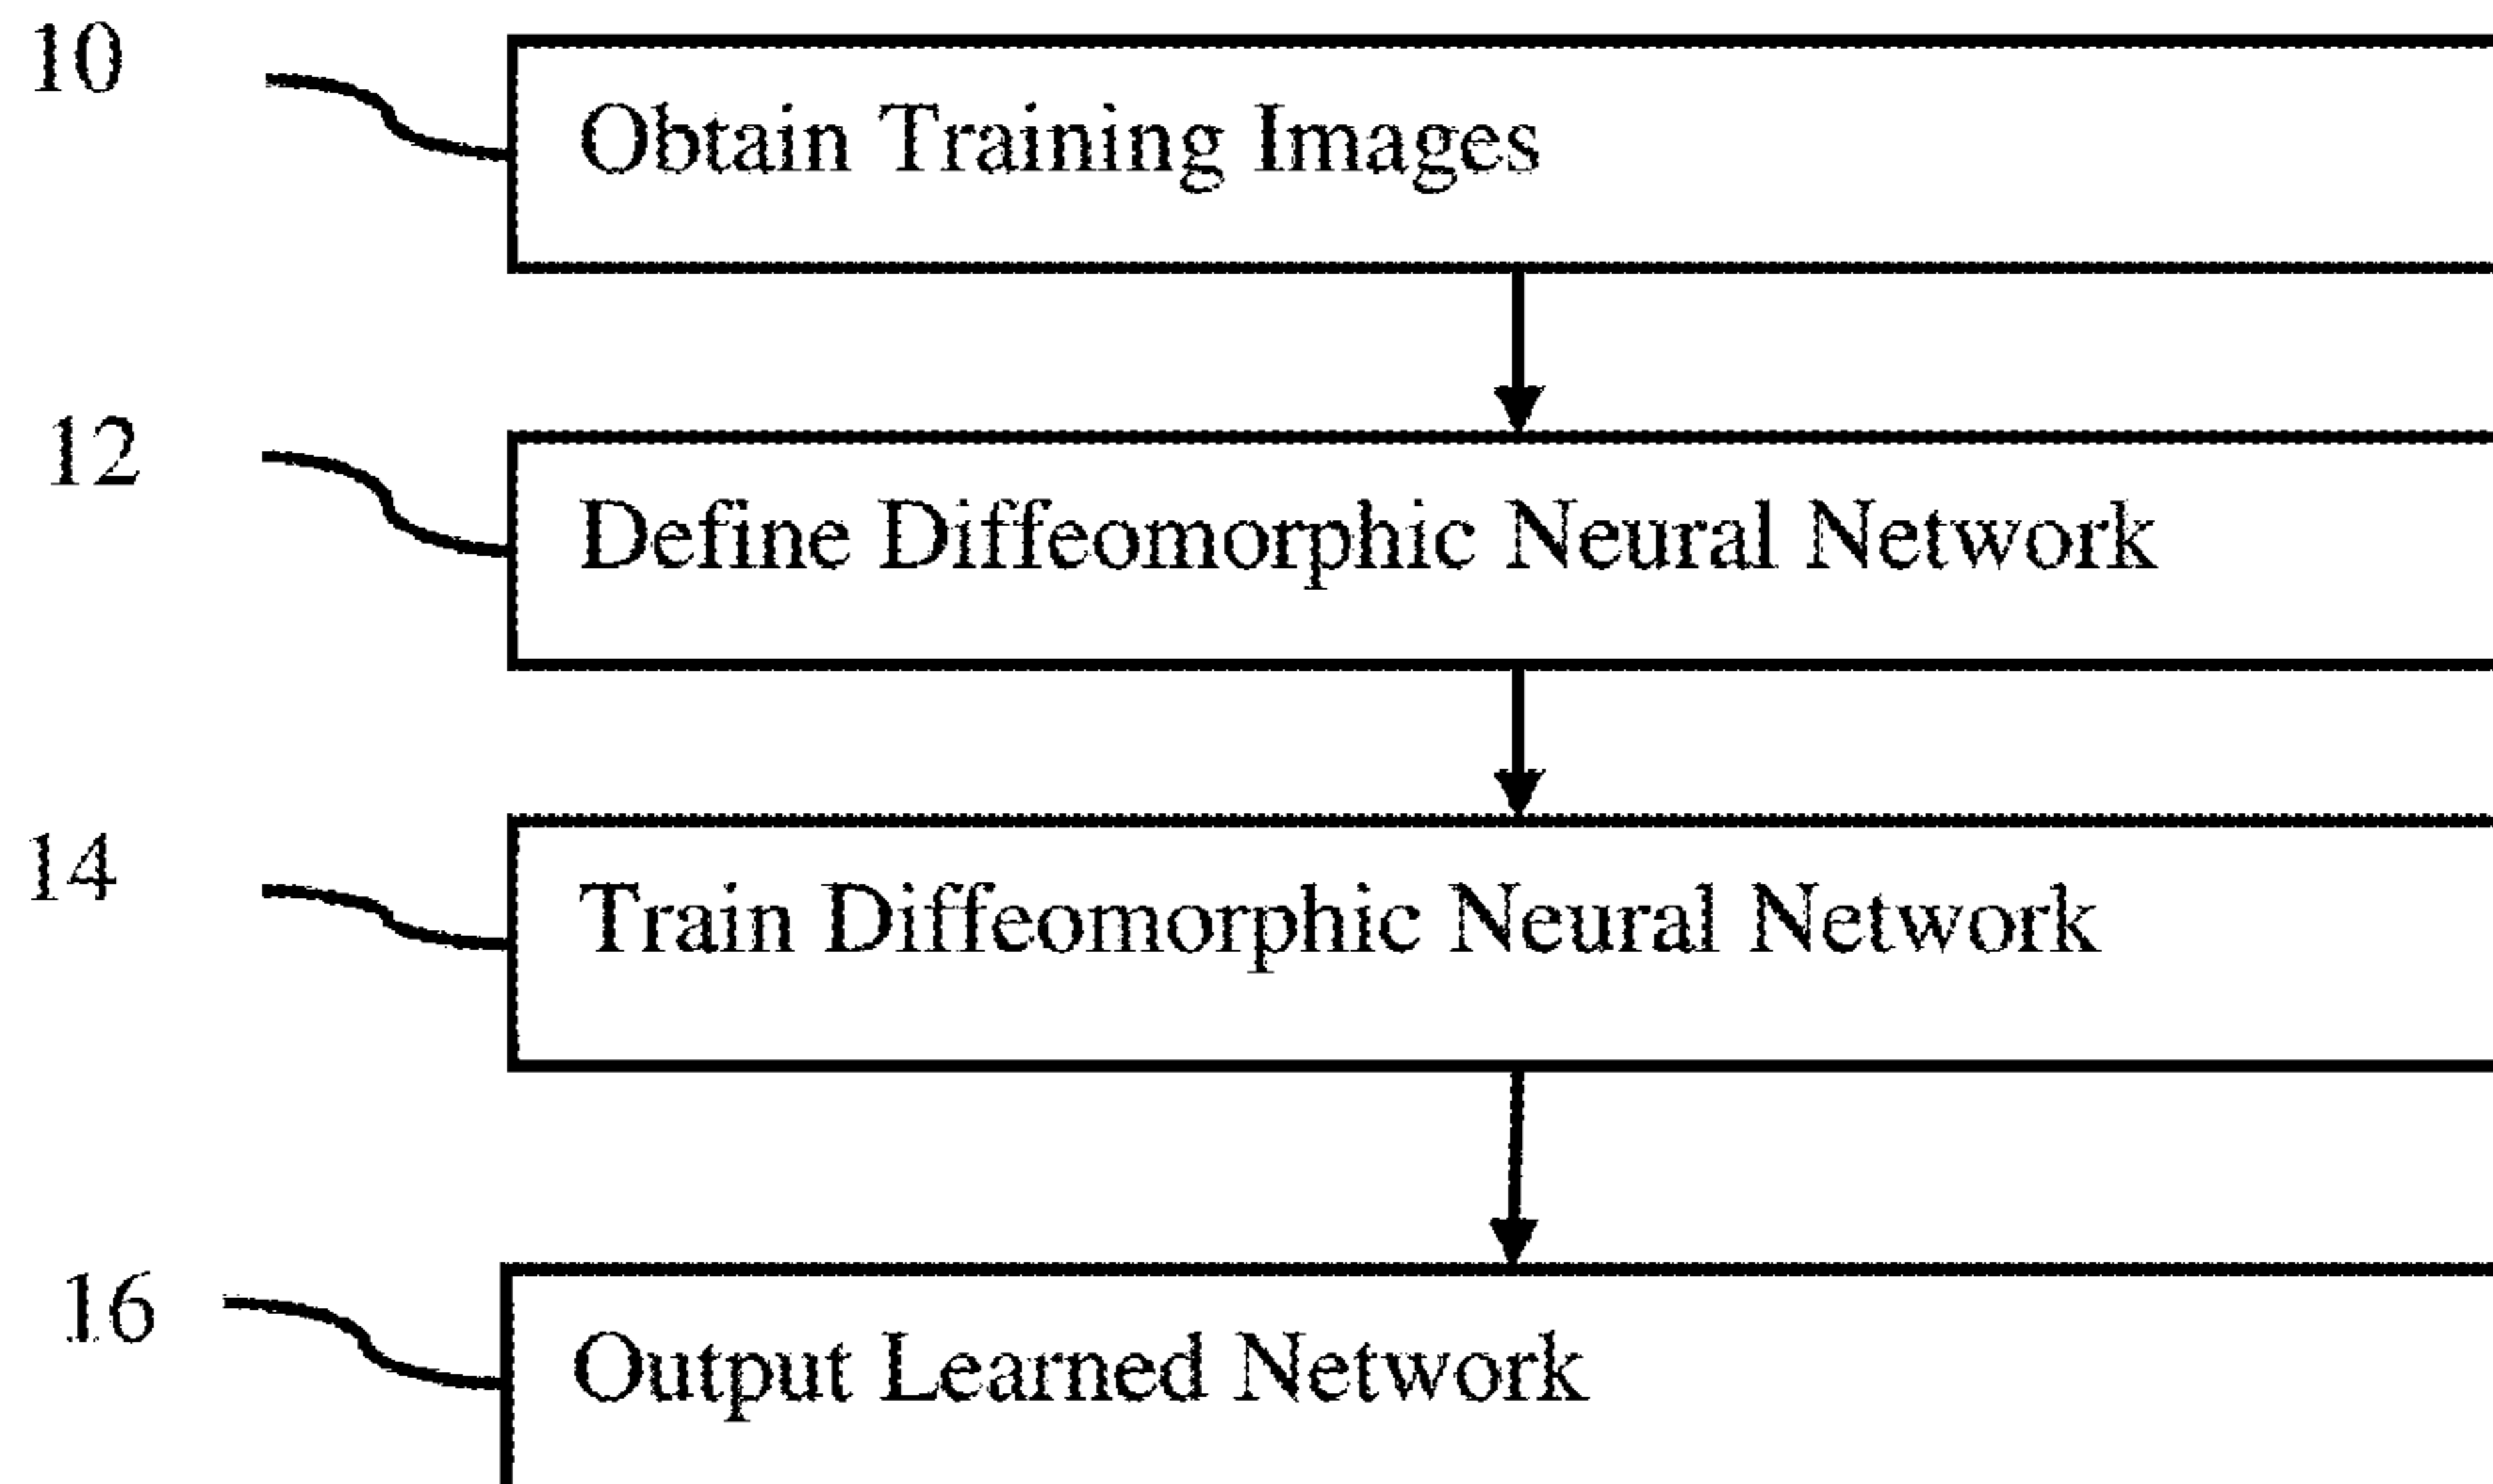 10
Obtain Training Images
12
Define Diffeomorphic Neural Network
14
Train Diffeomorphic Neural Network
16
Output Learned Network